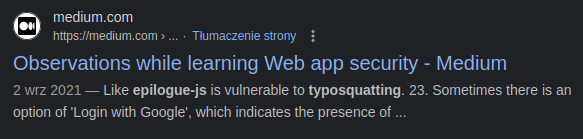 medium.com
https://medium.com › ... · Tłumaczenie strony
Observations while learning Web app security - Medium
2 wrz 2021 — Like epilogue-js is vulnerable to typosquatting. 23. Sometimes there is an
option of 'Login with Google', which indicates the presence of ...